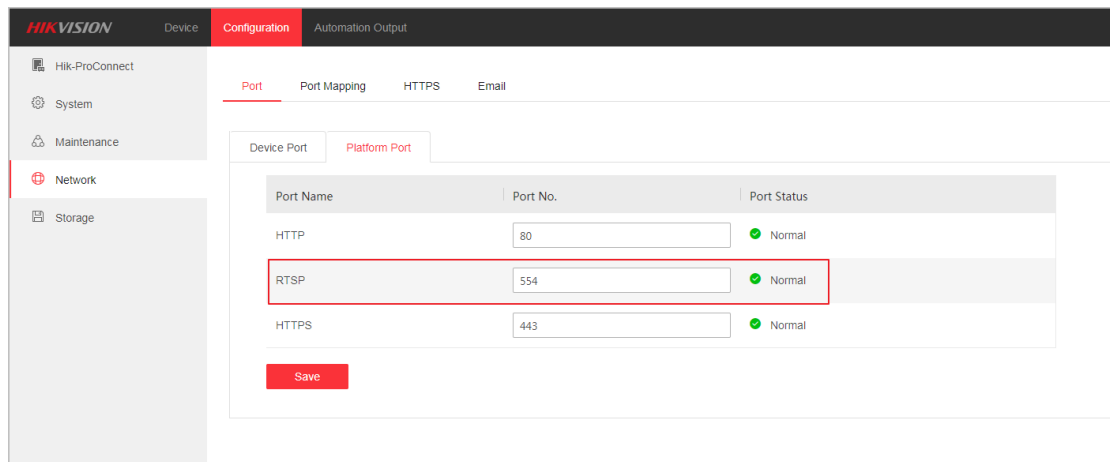 HIKVISION Device Configuration Automation Output
Hik-ProConnect
System
Maintenance
Network
Storage
Port Port Mapping HTTPS Email
Device Port Platform Port
Port Name Port No. Port Status
HTTP 80 Normal
RTSP 554 Normal
HTTPS 443 Normal
Save